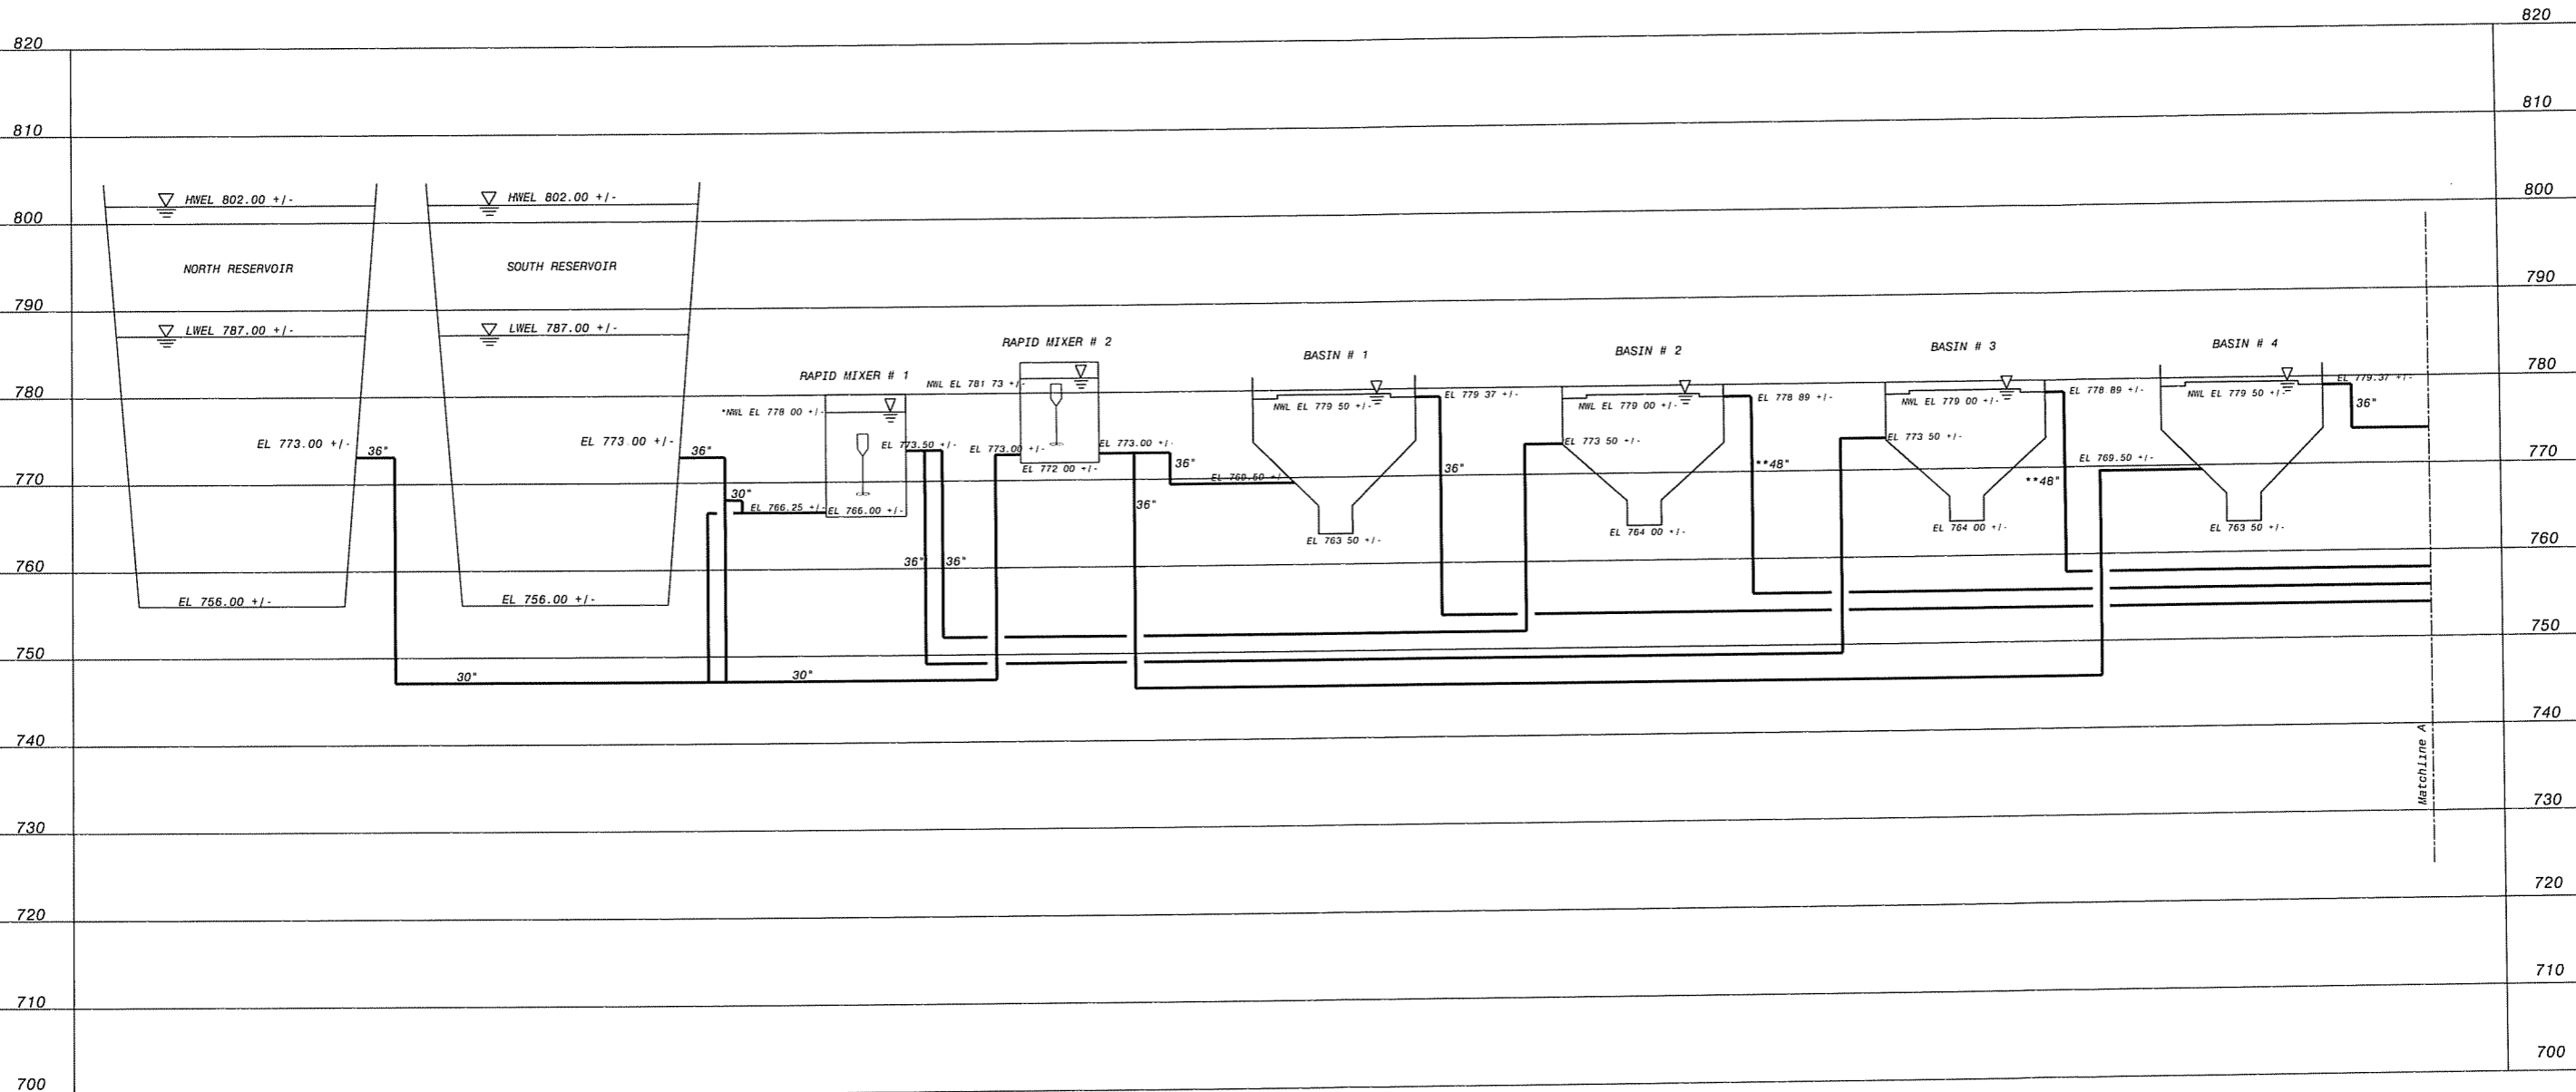 820
820
810
810
800
800
790
790
780
780
770
770
760
760
750
750
740
740
730
730
720
720
710
710
700
700
HWEL 802.00 +/-
NORTH RESERVOIR
LWEL 787.00 +/-
EL 773.00 +/-
36"
EL 756.00 +/-
30"
HWEL 802.00 +/-
SOUTH RESERVOIR
LWEL 787.00 +/-
EL 773.00 +/-
36"
EL 756.00 +/-
30"
EL 766.25 +/-
30"
RAPID MIXER # 1
*NWL EL 778 00 +/-
EL 773.50 +/-
EL 766.00 +/-
36"
36"
RAPID MIXER # 2
NWL EL 781 73 +/-
EL 773.00 +/-
EL 773.00 +/-
EL 772 00 +/-
36"
36"
BASIN # 1
NWL EL 779 50 +/-
EL 779 37 +/-
EL 769.50 +/-
36"
EL 763 50 +/-
BASIN # 2
NWL EL 779 00 +/-
EL 778 89 +/-
EL 773 50 +/-
**48"
EL 764 00 +/-
BASIN # 3
NWL EL 779 00 +/-
EL 778 89 +/-
EL 773 50 +/-
**48"
EL 764 00 +/-
BASIN # 4
NWL EL 779 50 +/-
EL 779.37 +/-
36"
EL 769.50 +/-
EL 763 50 +/-
Matchline A